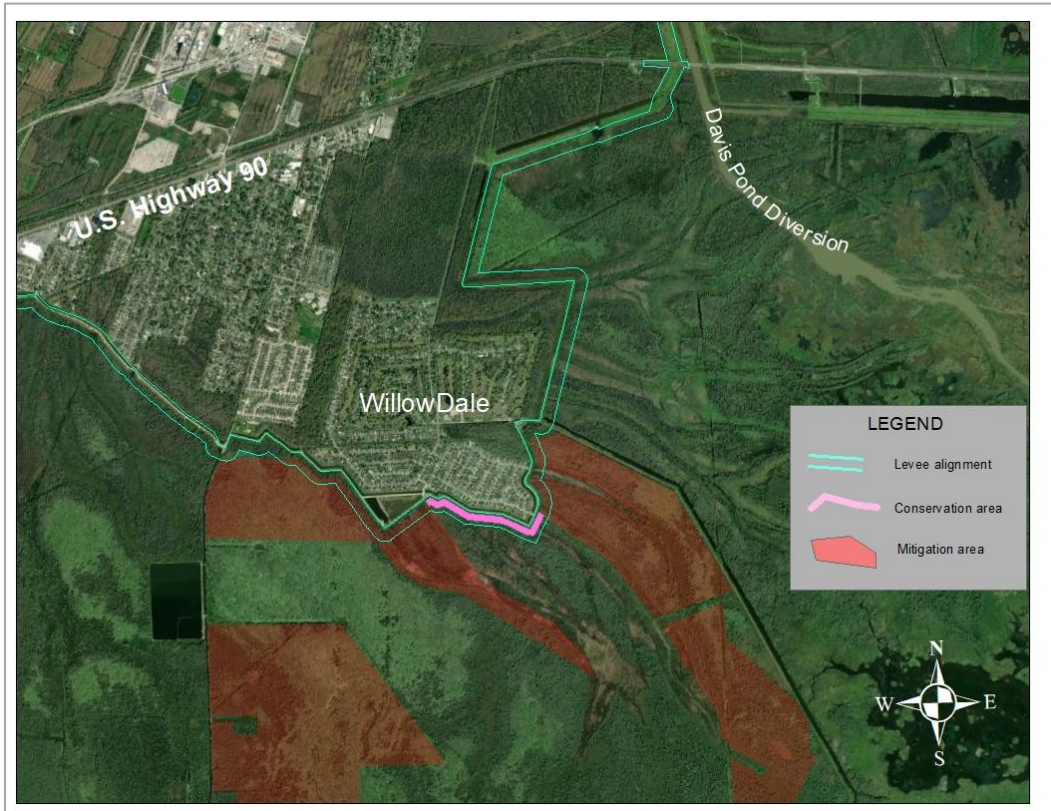 U.S. Highway 90
Davis Pond Diversion
WillowDale
LEGEND
Levee alignment
Conservation area
Mitigation area
N
W E
S